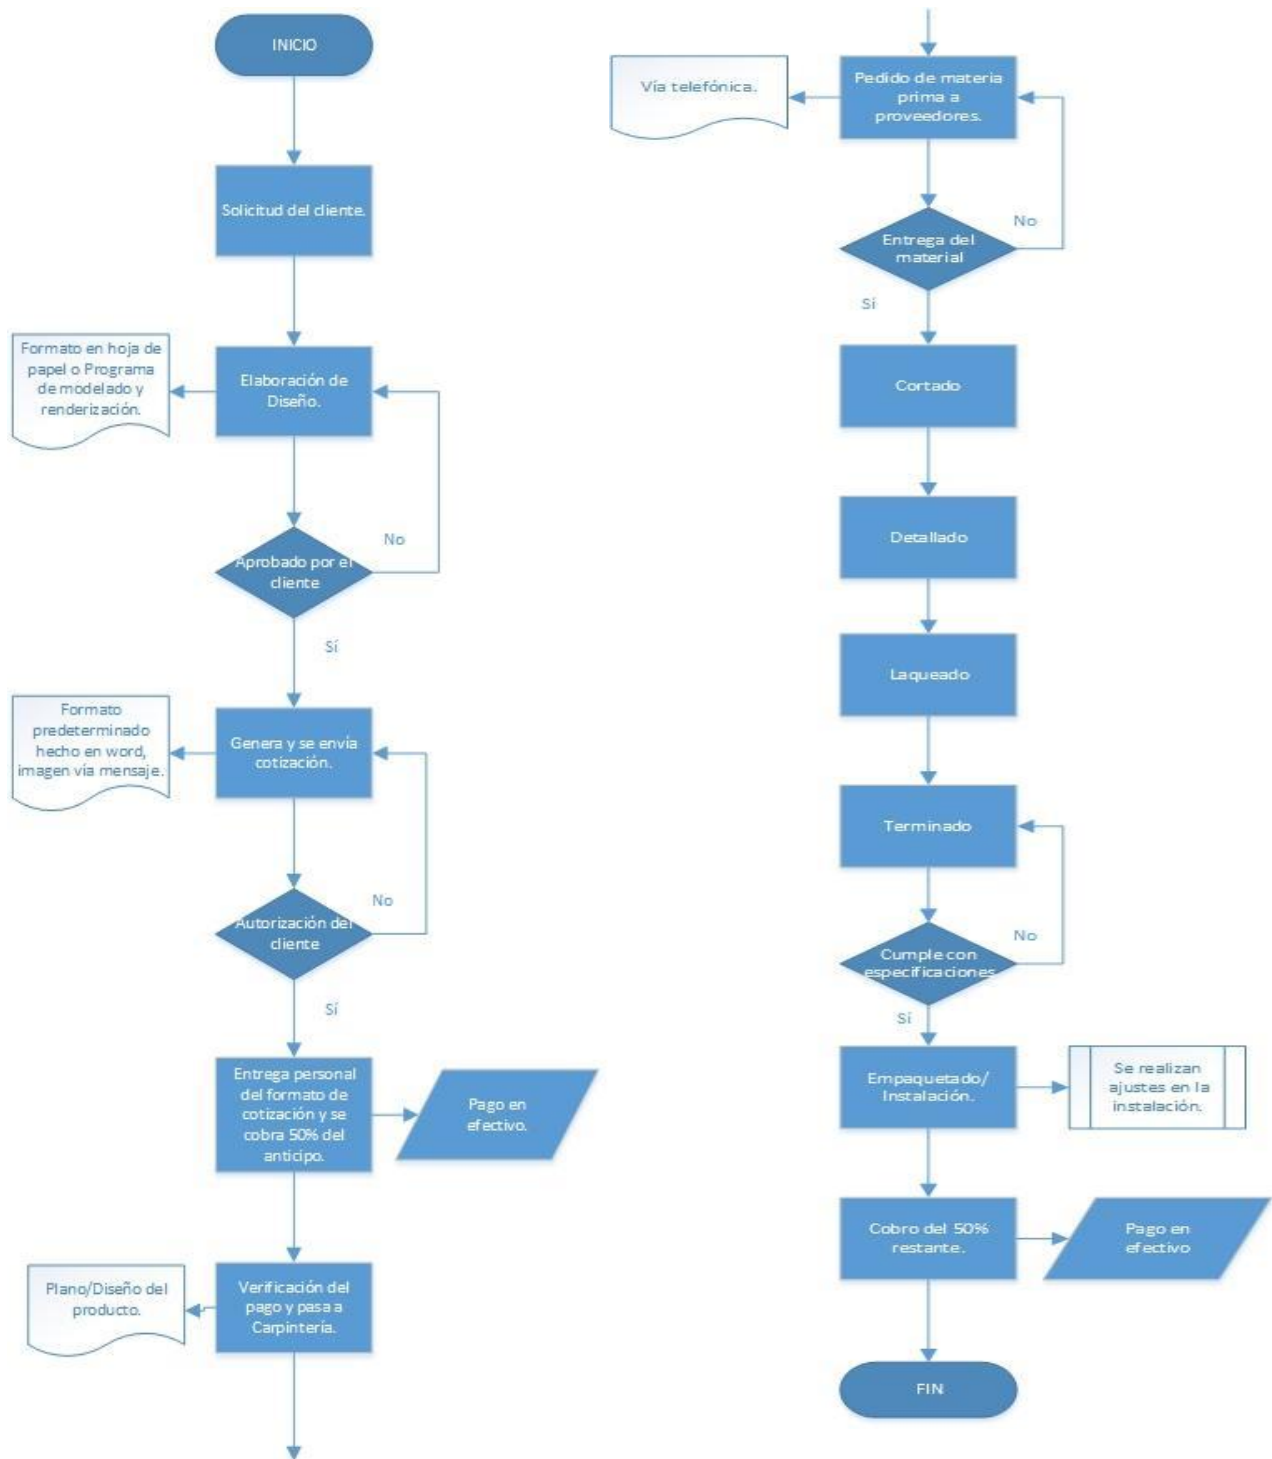 INICIO
Solicitud del cliente.
Formato en hoja de
papel o Programa
de modelado y
renderización.
Elaboración de
Diseño.
No
Aprobado por el
cliente
Sí
Formato
predeterminado
hecho en word,
imagen vía mensaje.
Genera y se envía
cotización.
No
Autorización del
cliente
Sí
Entrega personal
del formato de
cotización y se
cobra 50% del
anticipo.
Pago en
efectivo.
Plano/Diseño del
producto.
Verificación del
pago y pasa a
Carpintería.
Vía telefónica.
Pedido de materia
prima a
proveedores.
No
Entrega del
material
Sí
Cortado
Detallado
Laqueado
Terminado
No
Cumple con
especificaciones
Sí
Empaquetado/
Instalación.
Se realizan
ajustes en la
instalación.
Cobro del 50%
restante.
Pago en
efectivo
FIN